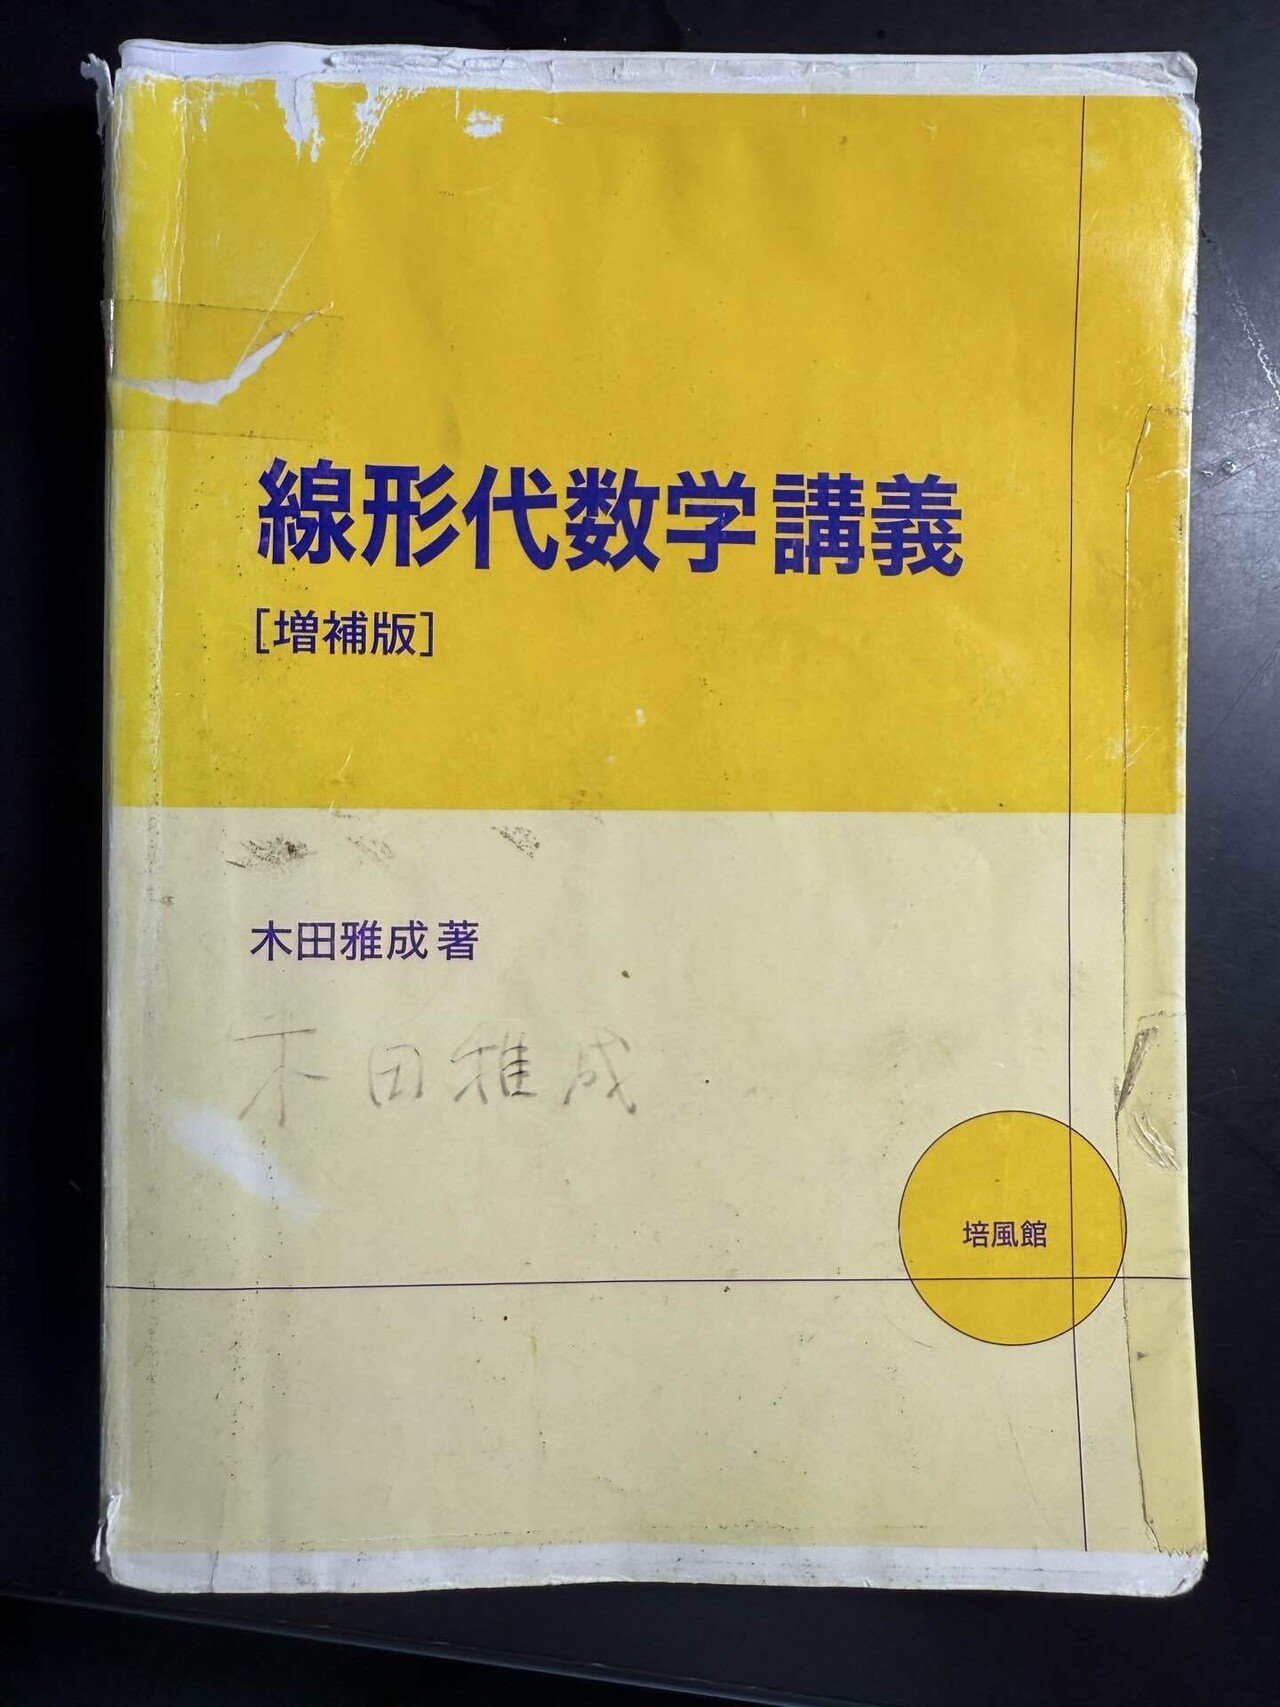 線形代数学講義
[増補版]
木田雅成著
木田雅成
培風館